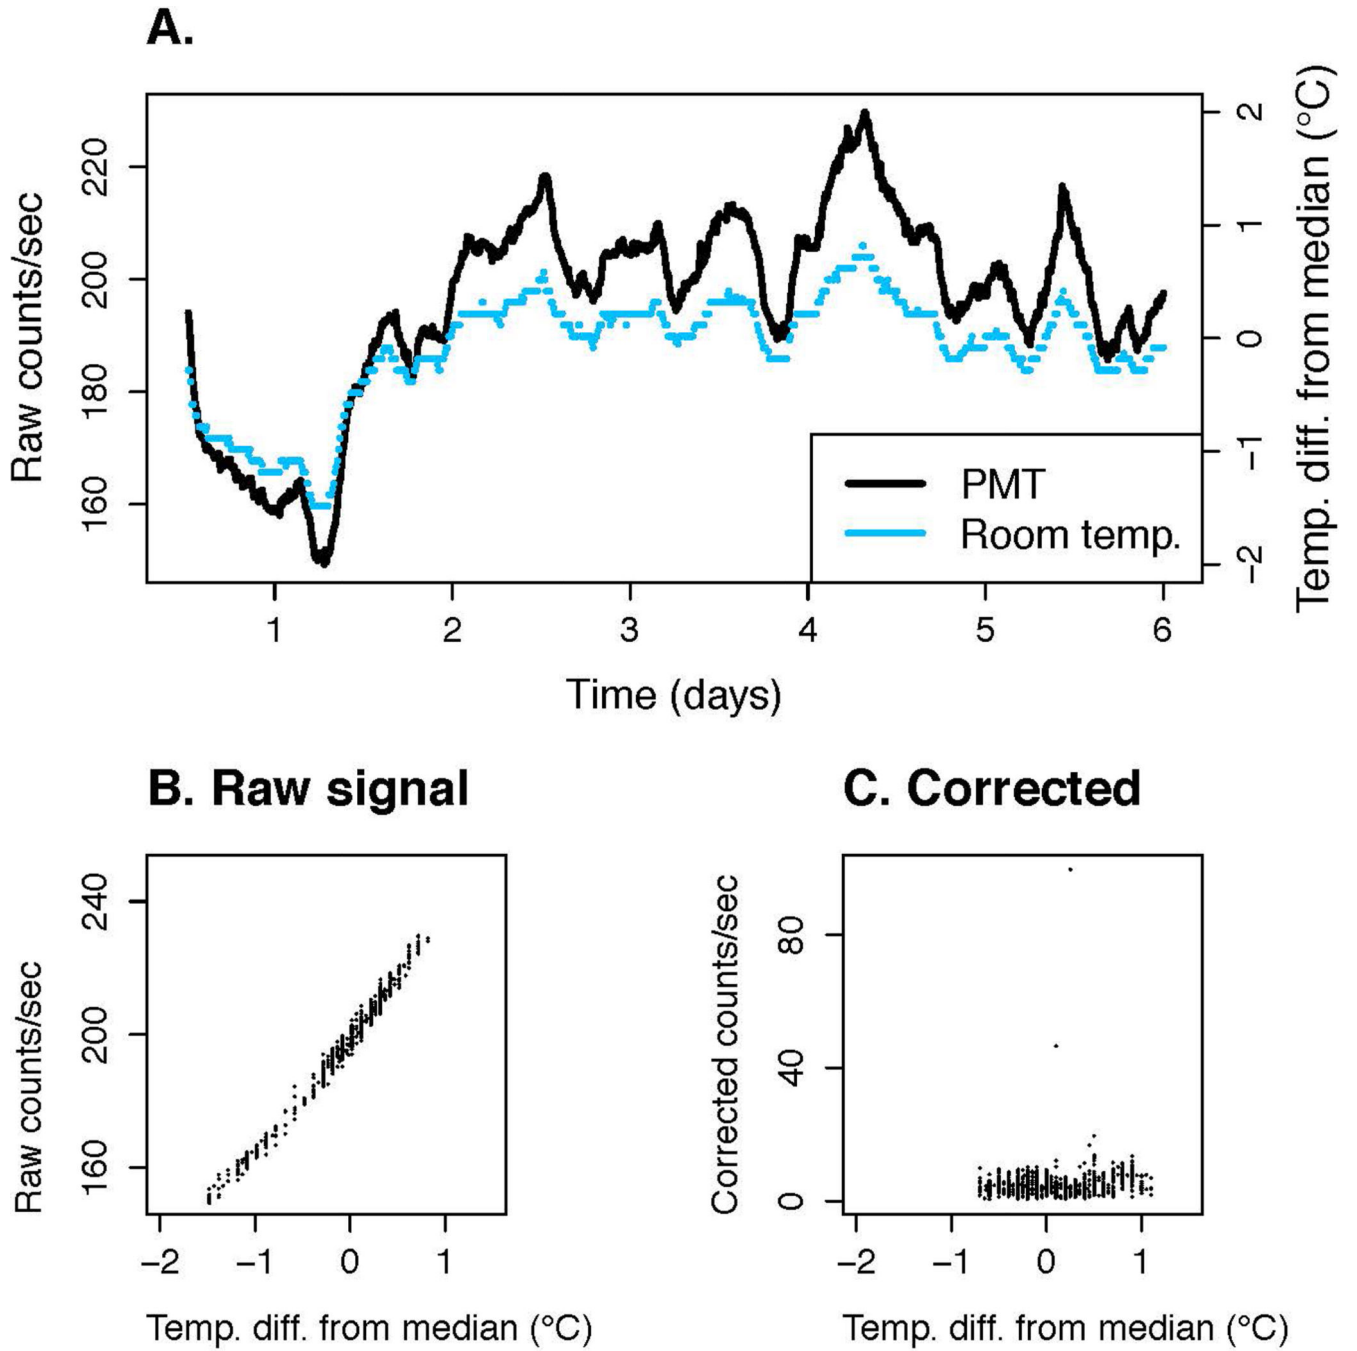 A.
Raw counts/sec
220
200
180
160
2
1
0
−1
−2
Temp. diff. from median (°C)
PMT
Room temp.
1 2 3 4 5 6
Time (days)
B. Raw signal
Raw counts/sec
240
200
160
−2 −1 0 1
Temp. diff. from median (°C)
C. Corrected
Corrected counts/sec
80
40
0
−2 −1 0 1
Temp. diff. from median (°C)